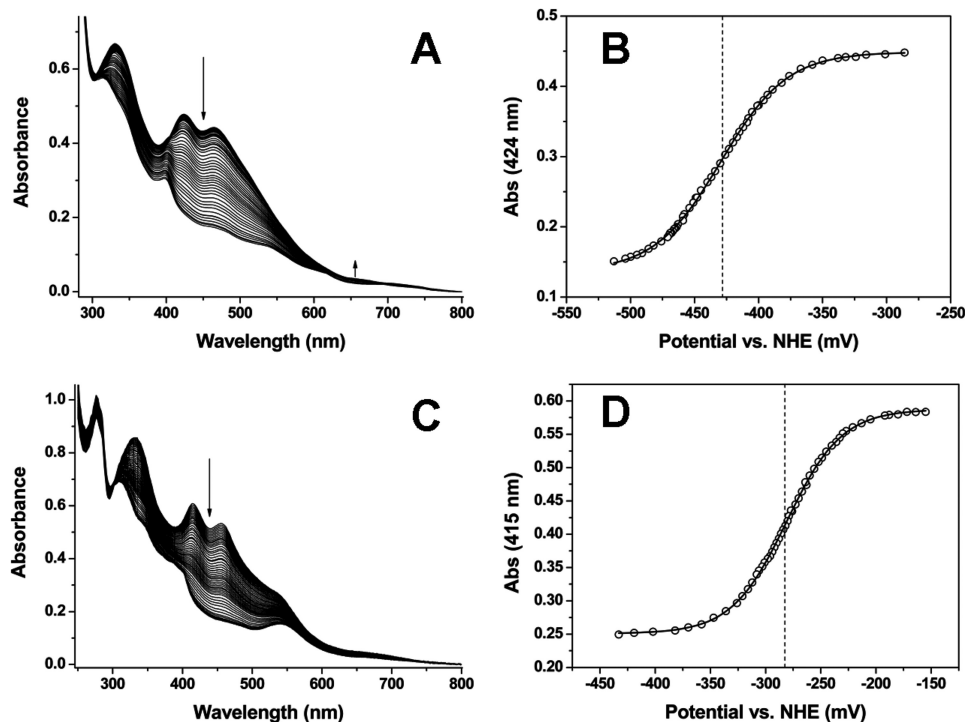 A
Absorbance
0.6
0.4
0.2
0.0
300 400 500 600 700 800
Wavelength (nm)
B
Abs (424 nm)
0.5
0.4
0.3
0.2
0.1
-550 -500 -450 -400 -350 -300 -250
Potential vs. NHE (mV)
C
Absorbance
1.0
0.8
0.6
0.4
0.2
0.0
300 400 500 600 700 800
Wavelength (nm)
D
Abs (415 nm)
0.60
0.55
0.50
0.45
0.40
0.35
0.30
0.25
0.20
-450 -400 -350 -300 -250 -200 -150
Potential vs. NHE (mV)